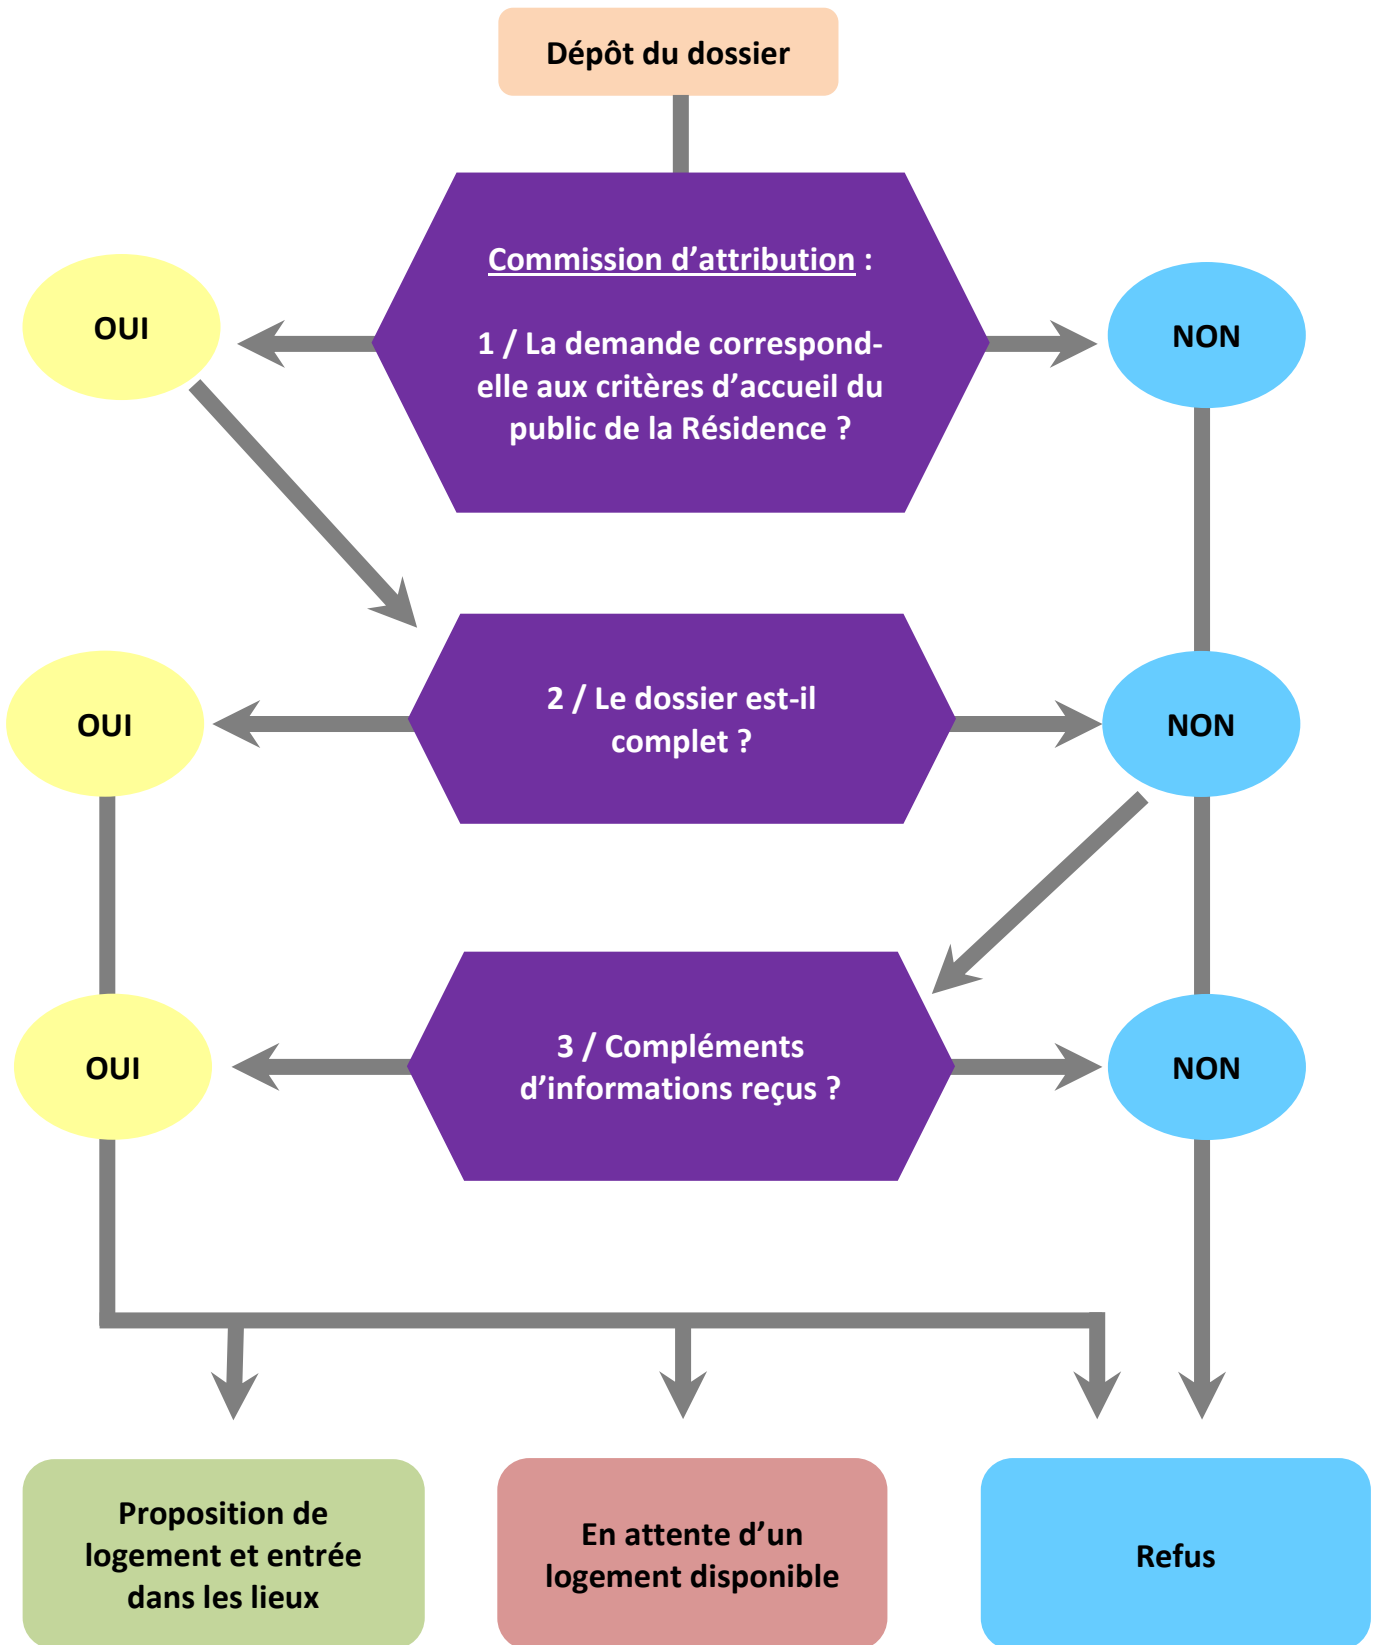 Dépôt du dossier
Commission d’attribution :
OUI
1 / La demande correspond-
elle aux critères d’accueil du
public de la Résidence ?
NON
OUI
2 / Le dossier est-il
complet ?
NON
OUI
3 / Compléments
d’informations reçus ?
NON
Proposition de
logement et entrée
dans les lieux
En attente d’un
logement disponible
Refus